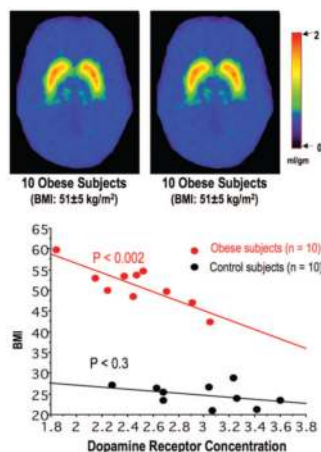 2
0
ml/gm
10 Obese Subjects 10 Obese Subjects
(BMI: 51±5 kg/m²) (BMI: 51±5 kg/m²)
65
60
55
50
45
40
35
30
25
20
BMI
P < 0.002
Obese subjects (n = 10)
Control subjects (n = 10)
P < 0.3
1.8 2 2.2 2.4 2.6 2.8 3 3.2 3.4 3.6 3.8
Dopamine Receptor Concentration